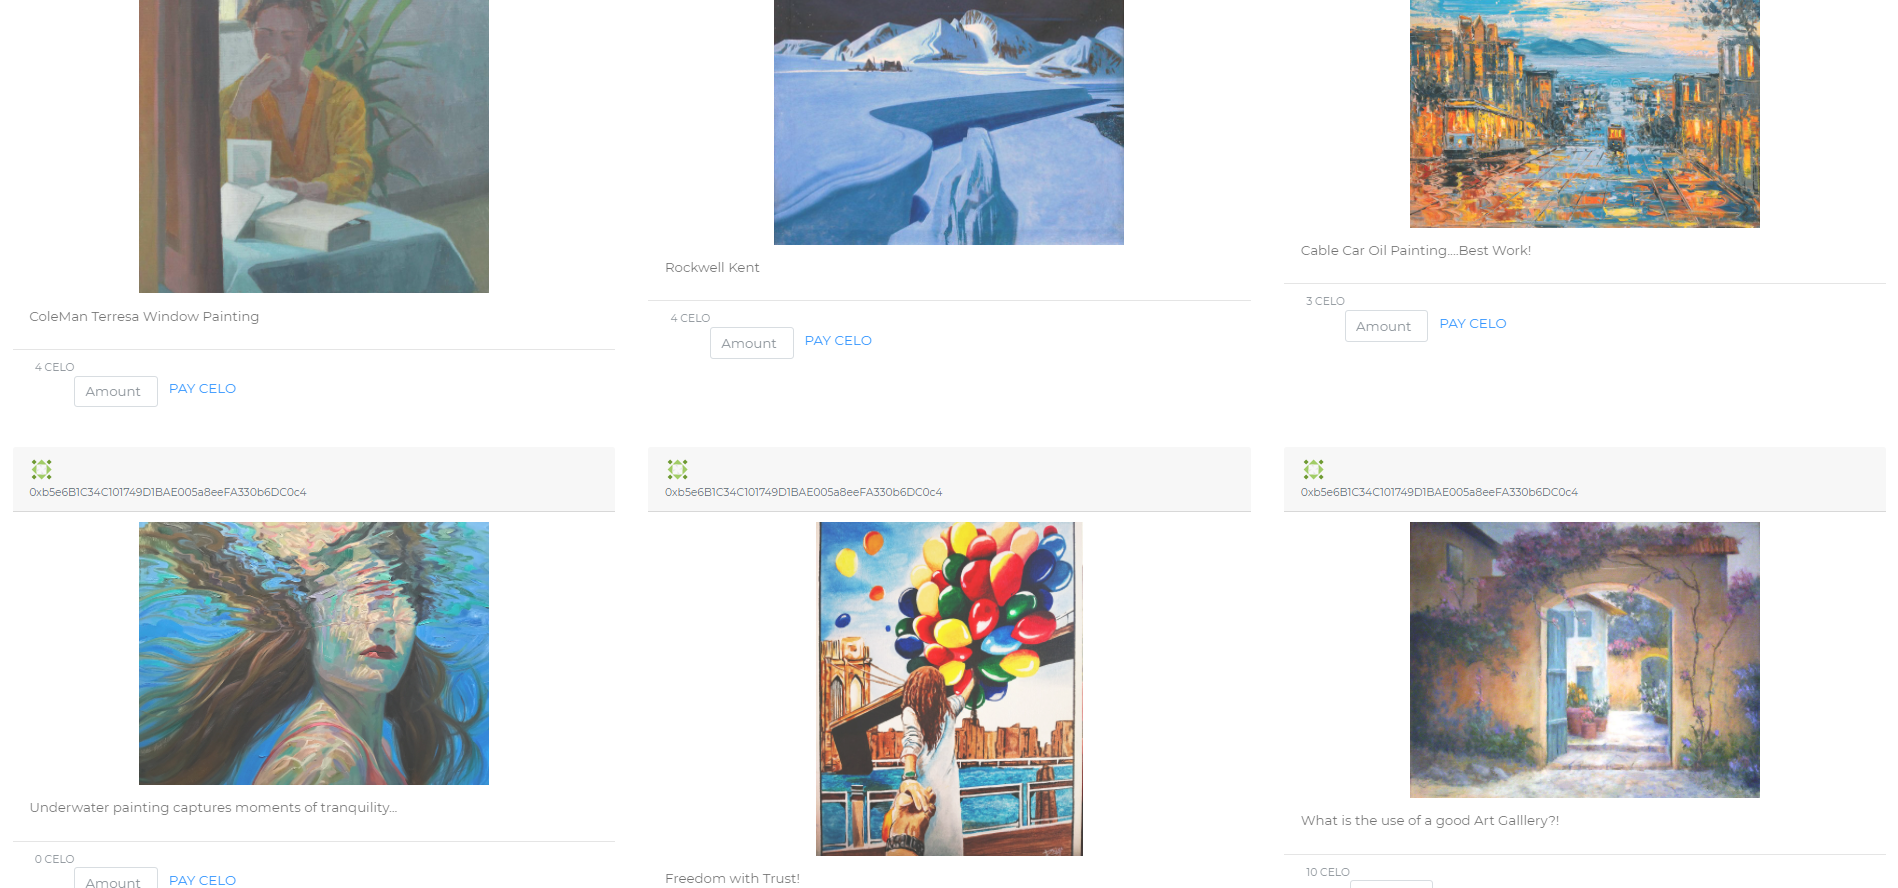 ColeMan Terresa Window Painting
4 CELO
Amount
PAY CELO
Rockwell Kent
4 CELO
Amount
PAY CELO
Cable Car Oil Painting....Best Work!
3 CELO
Amount
PAY CELO
0xb5e6B1C34C101749D1BAE005a8eeFA330b6DC0c4
Underwater painting captures moments of tranquility...
0 CELO
Amount
PAY CELO
0xb5e6B1C34C101749D1BAE005a8eeFA330b6DC0c4
Freedom with Trust!
0xb5e6B1C34C101749D1BAE005a8eeFA330b6DC0c4
What is the use of a good Art Galllery?!
10 CELO